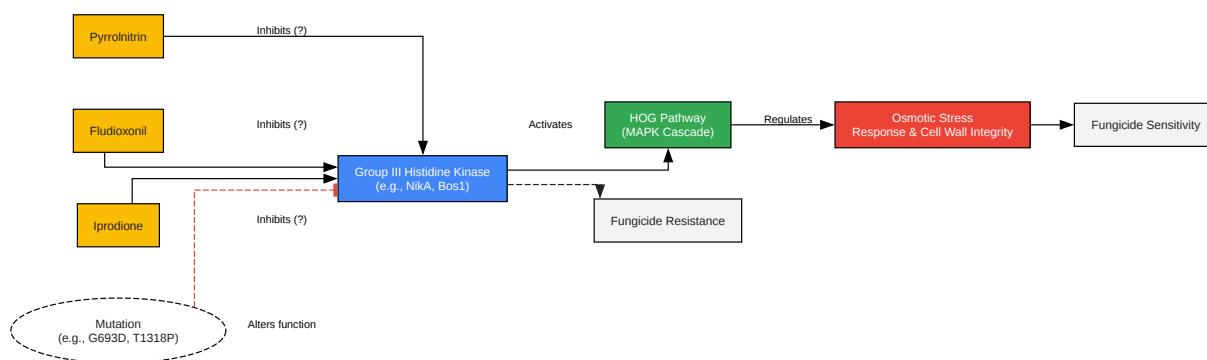 Pyrrolnitrin
Inhibits (?)
Fludioxonil
Inhibits (?)
Activates
HOG Pathway
(MAPK Cascade)
Regulates
Osmotic Stress
Response & Cell Wall Integrity
Fungicide Sensitivity
Group III Histidine Kinase
(e.g., NikA, Bos1)
Iprodione
Inhibits (?)
Fungicide Resistance
Mutation
(e.g., G693D, T1318P)
Alters function